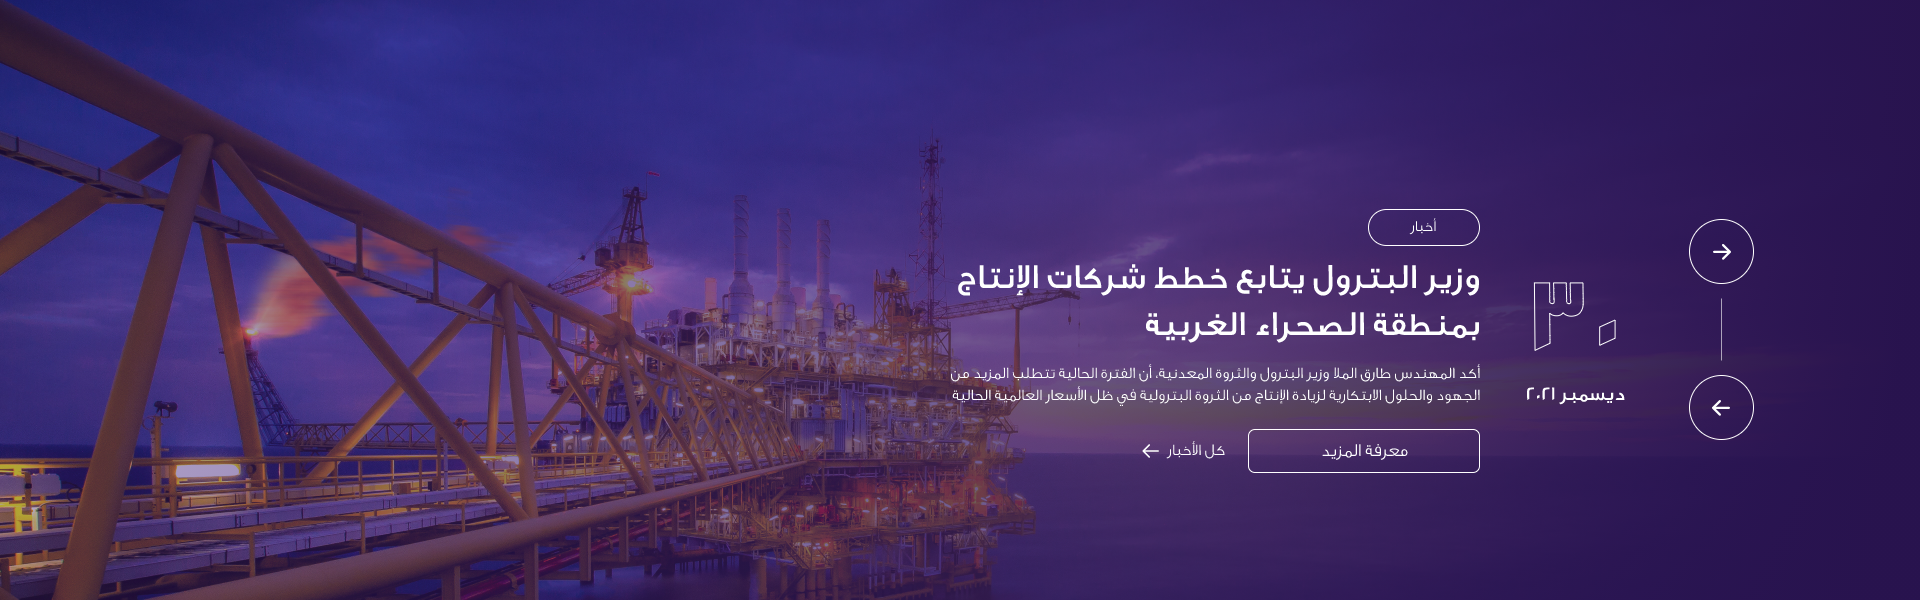 أخبار
وزير البترول يتابع خطط شركات الإنتاج
بمنطقة الصحراء الغربية
أكد المهندس طارق الملا وزير البترول والثروة المعدنية، أن الفترة الحالية تتطلب المزيد من
الجهود والحلول الابتكارية لزيادة الإنتاج من الثروة البترولية في ظل الأسعار العالمية الحالية
معرفة المزيد
كل الأخبار
٣٠
ديسمبر ٢٠٢١